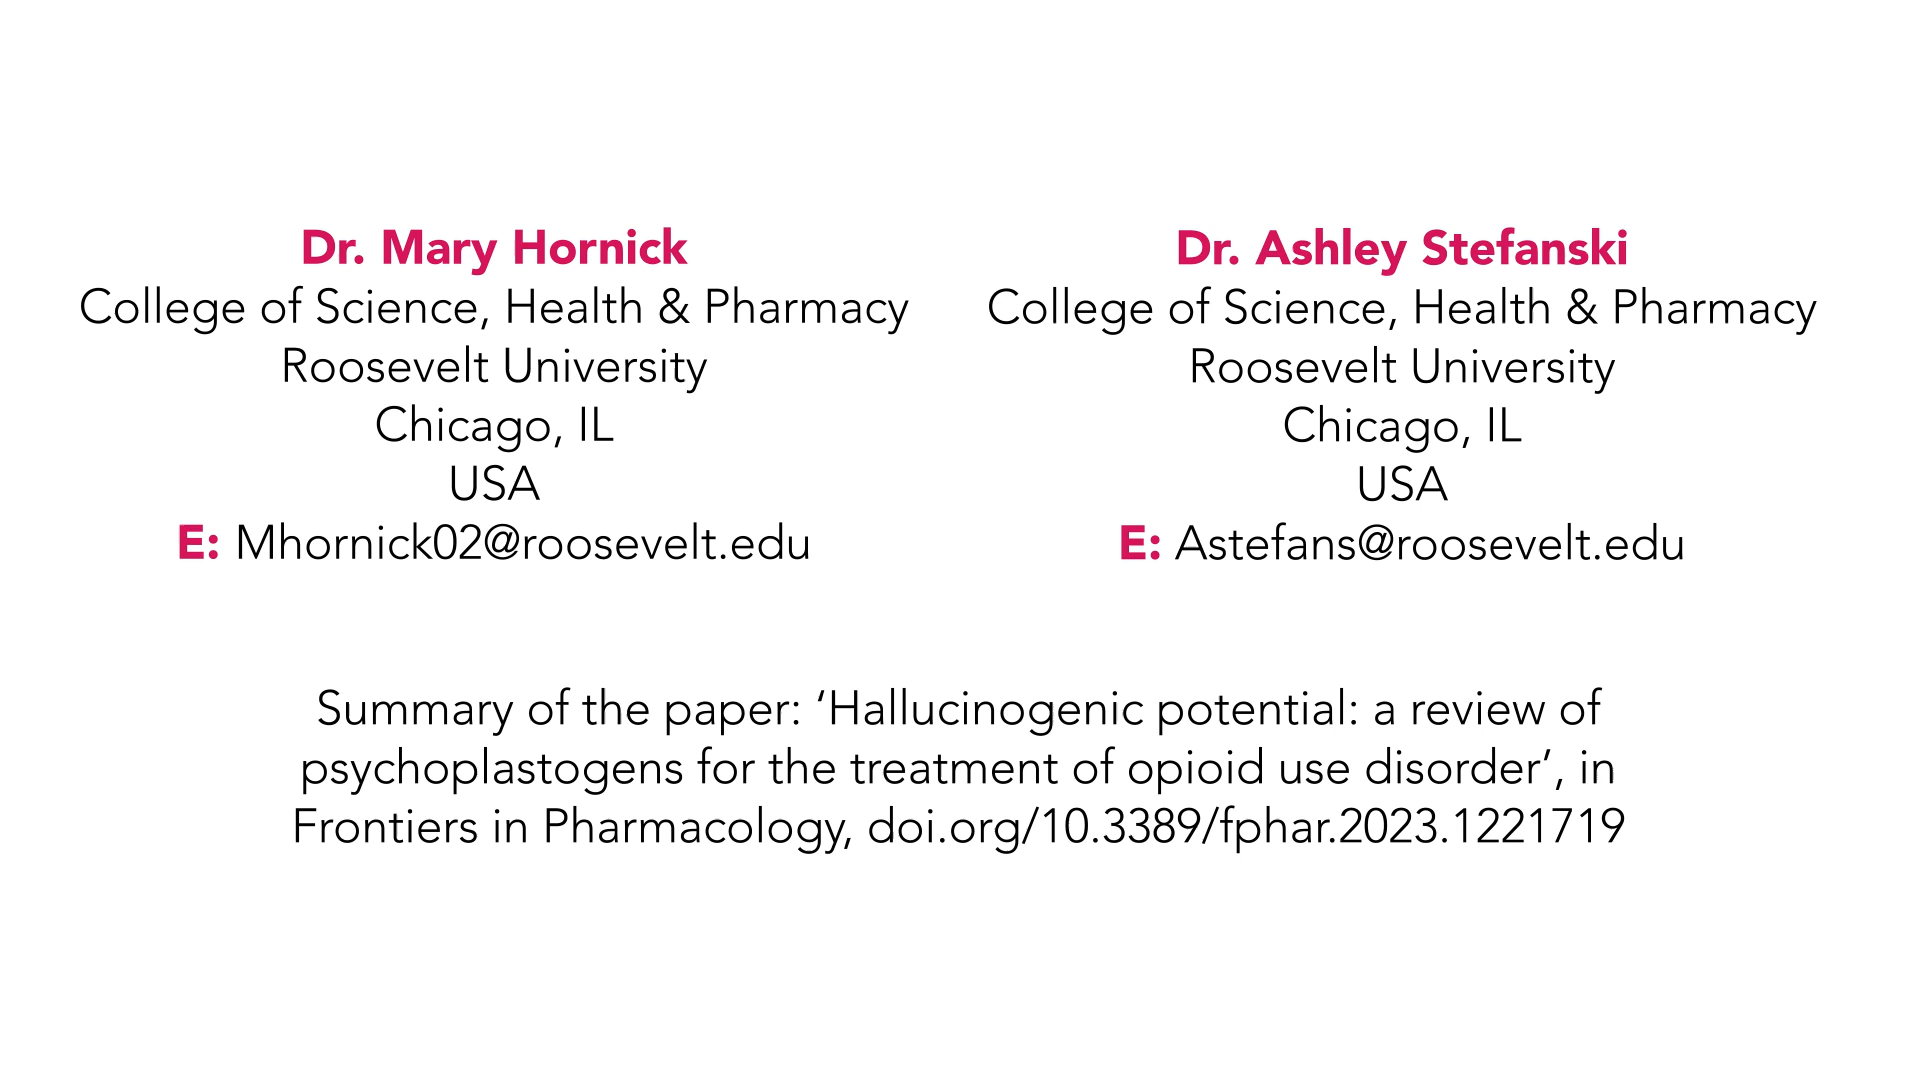 Dr. Mary Hornick
College of Science, Health & Pharmacy
Roosevelt University
Chicago, IL
USA
E: Mhornick02@roosevelt.edu
Dr. Ashley Stefanski
College of Science, Health & Pharmacy
Roosevelt University
Chicago, IL
USA
E: Astefans@roosevelt.edu
Summary of the paper: ‘Hallucinogenic potential: a review of
psychoplastogens for the treatment of opioid use disorder’, in
Frontiers in Pharmacology, doi.org/10.3389/fphar.2023.1221719